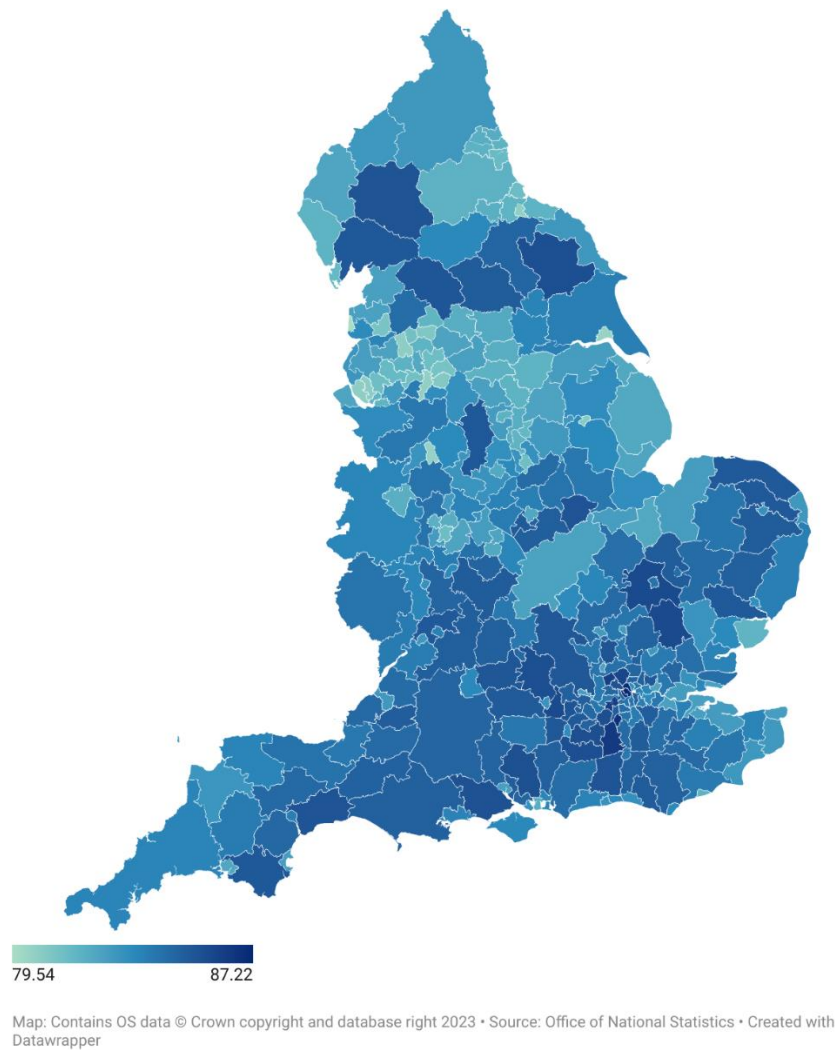 79.54 87.22
Map: Contains OS data © Crown copyright and database right 2023 • Source: Office of National Statistics • Created with
Datawrapper